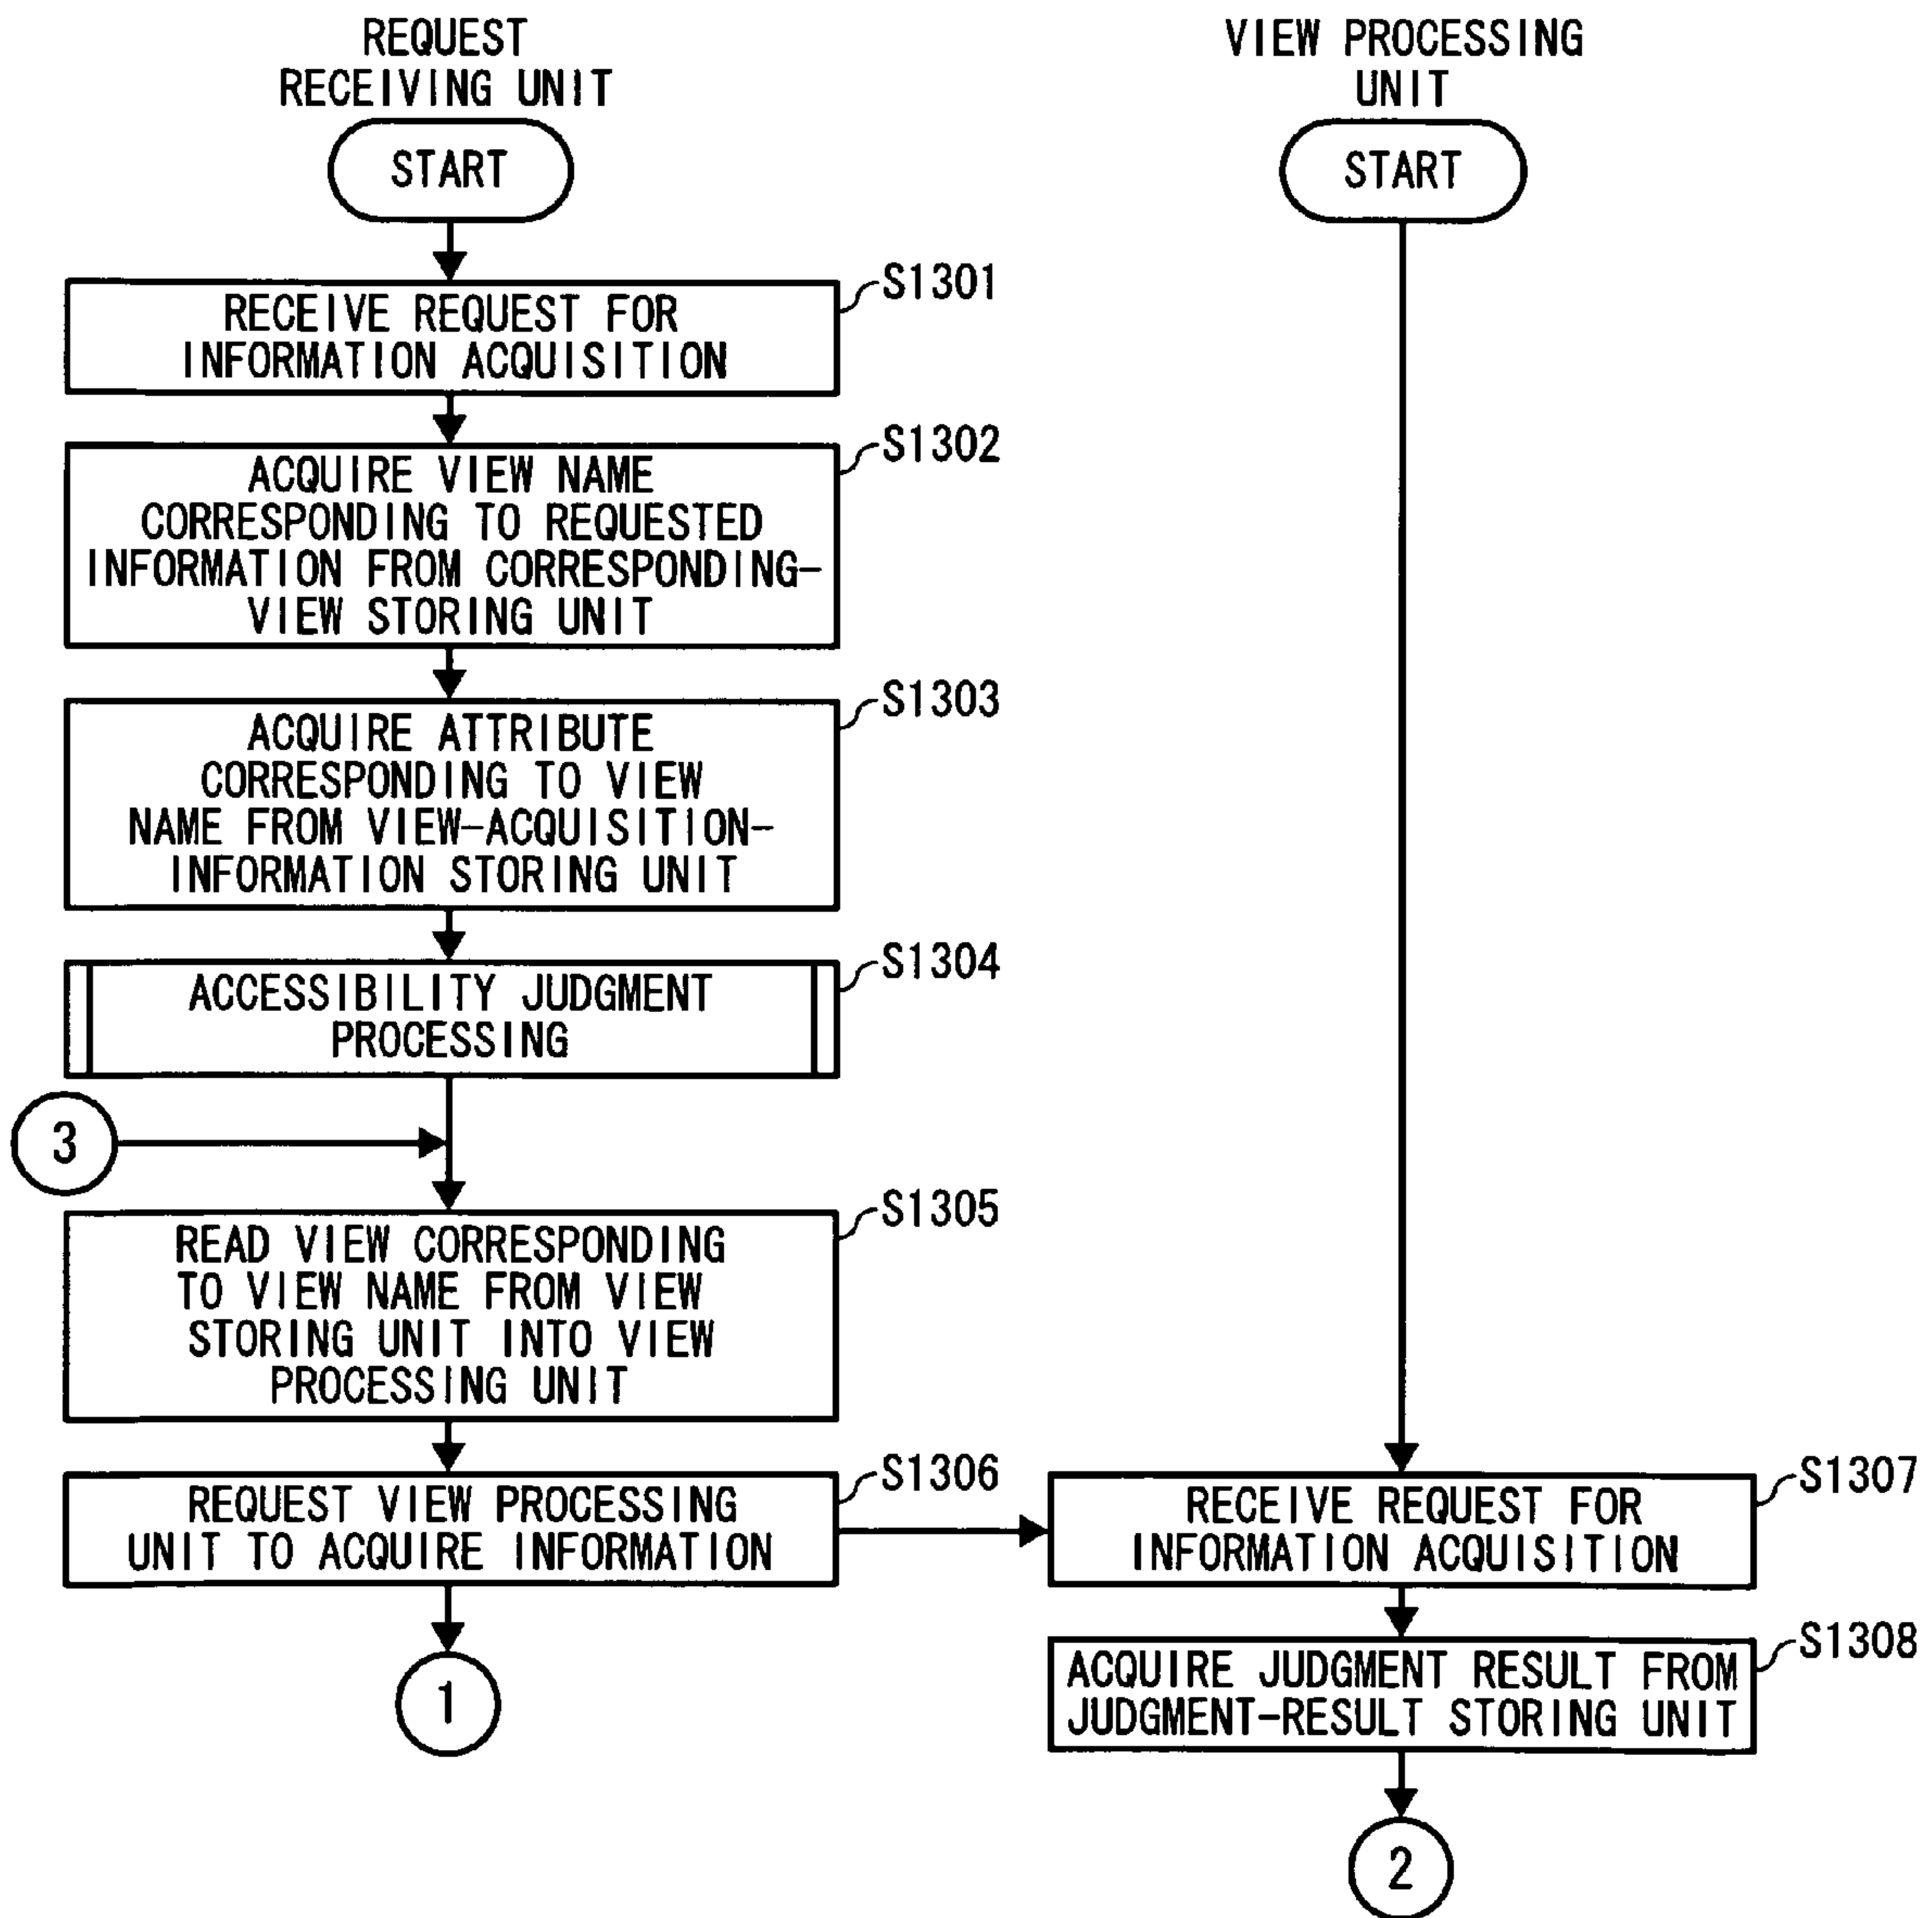 REQUEST
RECEIVING UNIT
START
S1301
RECEIVE REQUEST FOR
INFORMATION ACQUISITION
S1302
ACQUIRE VIEW NAME
CORRESPONDING TO REQUESTED
INFORMATION FROM CORRESPONDING-
VIEW STORING UNIT
S1303
ACQUIRE ATTRIBUTE
CORRESPONDING TO VIEW
NAME FROM VIEW-ACQUISITION-
INFORMATION STORING UNIT
S1304
ACCESSIBILITY JUDGMENT
PROCESSING
3
S1305
READ VIEW CORRESPONDING
TO VIEW NAME FROM VIEW
STORING UNIT INTO VIEW
PROCESSING UNIT
S1306
REQUEST VIEW PROCESSING
UNIT TO ACQUIRE INFORMATION
1
VIEW PROCESSING
UNIT
START
S1307
RECEIVE REQUEST FOR
INFORMATION ACQUISITION
S1308
ACQUIRE JUDGMENT RESULT FROM
JUDGMENT-RESULT STORING UNIT
2